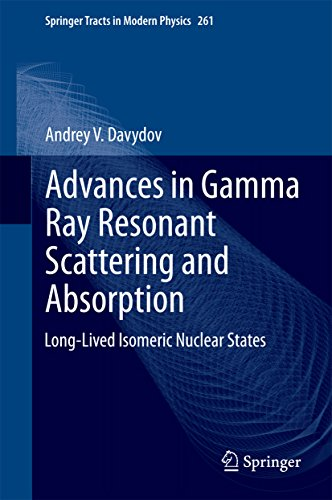 Springer Tracts in Modern Physics 261
Andrey V. Davydov
Advances in Gamma
Ray Resonant
Scattering and
Absorption
Long-Lived Isomeric Nuclear States
Springer